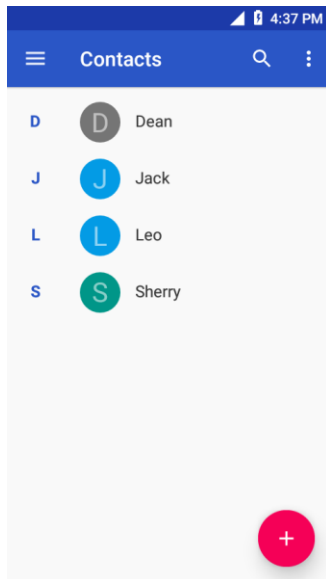 4:37 PM
Contacts
D D Dean
J J Jack
L L Leo
S S Sherry